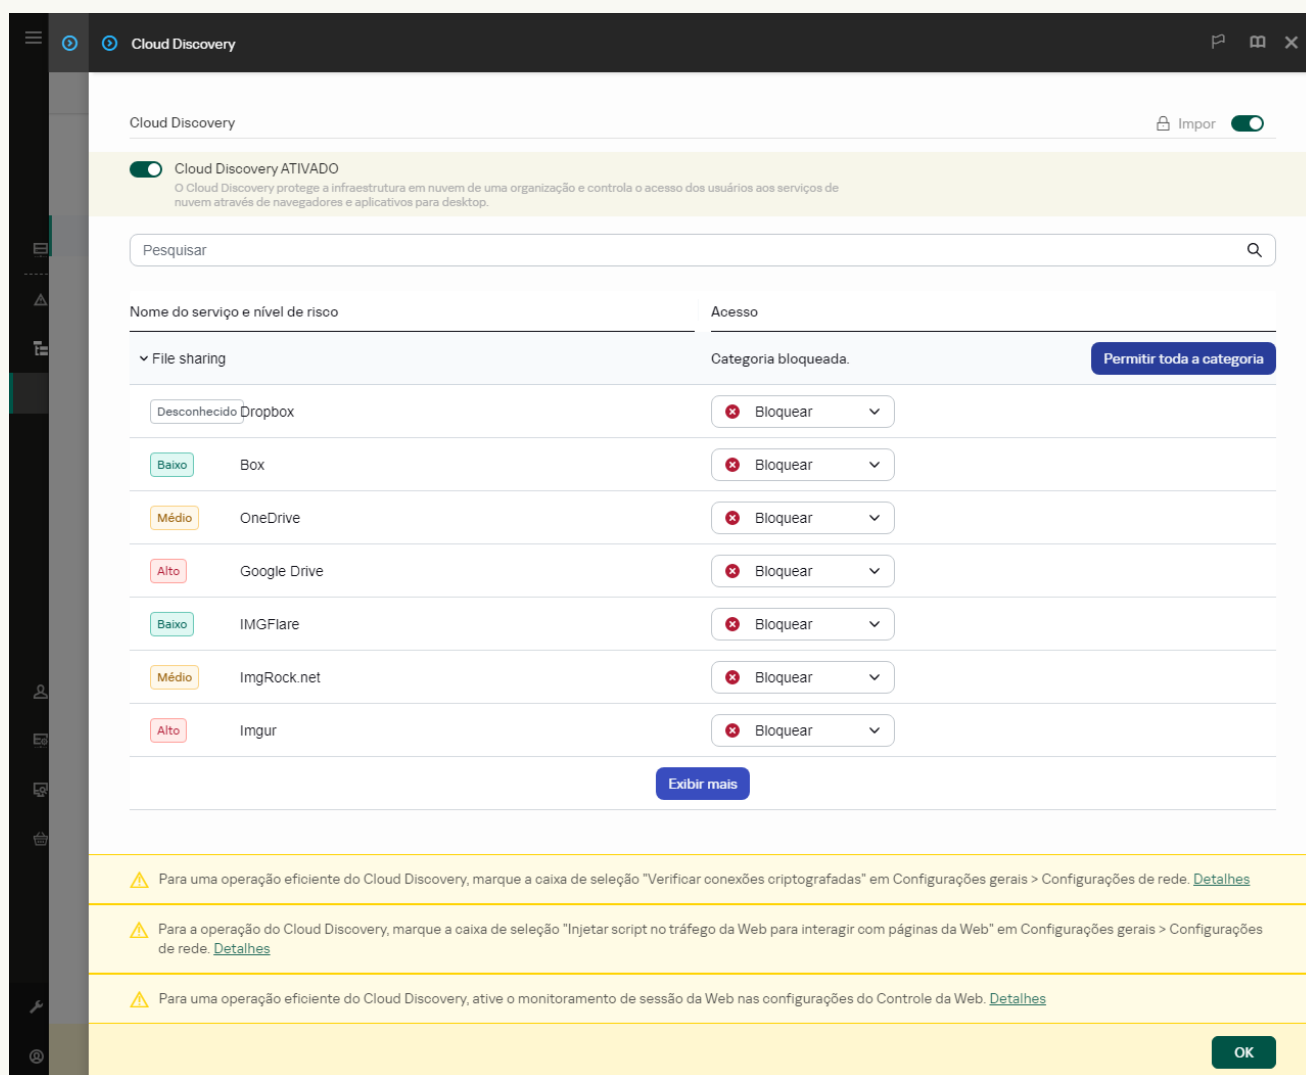 Cloud Discovery
Cloud Discovery
Impor
Cloud Discovery ATIVADO
O Cloud Discovery protege a infraestrutura em nuvem de uma organização e controla o acesso dos usuários aos serviços de
nuvem através de navegadores e aplicativos para desktop.
Pesquisar
Nome do serviço e nível de risco
Acesso
File sharing
Categoria bloqueada.
Permitir toda a categoria
Desconhecido Dropbox
Bloquear
Baixo Box
Bloquear
Médio OneDrive
Bloquear
Alto Google Drive
Bloquear
Baixo IMGFlare
Bloquear
Médio ImgRock.net
Bloquear
Alto Imgur
Bloquear
Exibir mais
Para uma operação eficiente do Cloud Discovery, marque a caixa de seleção "Verificar conexões criptografadas" em Configurações gerais > Configurações de rede. Detalhes
Para a operação do Cloud Discovery, marque a caixa de seleção "Injetar script no tráfego da Web para interagir com páginas da Web" em Configurações gerais > Configurações
de rede. Detalhes
Para uma operação eficiente do Cloud Discovery, ative o monitoramento de sessão da Web nas configurações do Controle da Web. Detalhes
OK